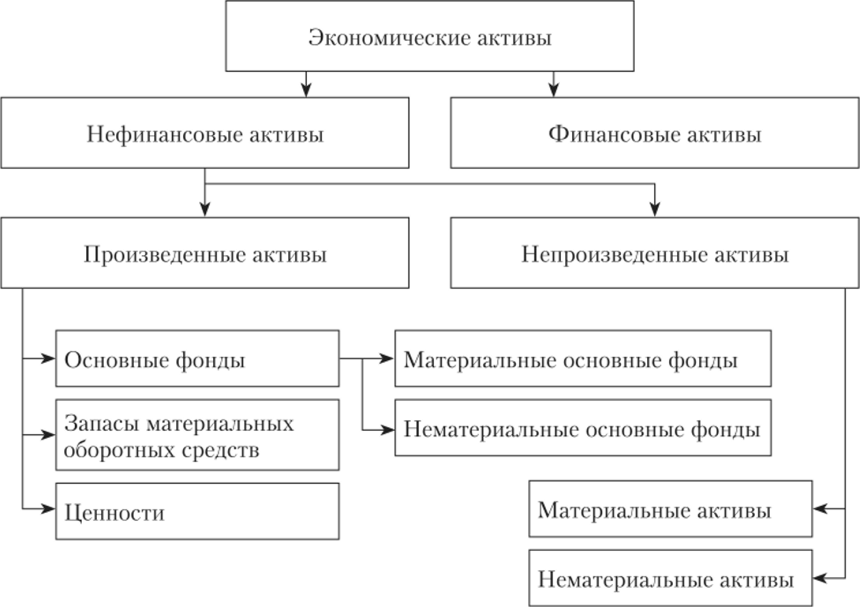 Экономические активы
Нефинансовые активы
Финансовые активы
Произведенные активы
Непроизведенные активы
Основные фонды
Материальные основные фонды
Запасы материальных
оборотных средств
Нематериальные основные фонды
Ценности
Материальные активы
Нематериальные активы